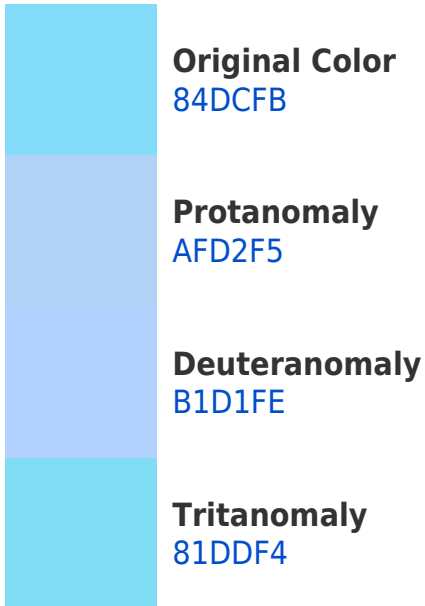 Original Color
84DCFB
Protanomaly
AFD2F5
Deuteranomaly
B1D1FE
Tritanomaly
81DDF4